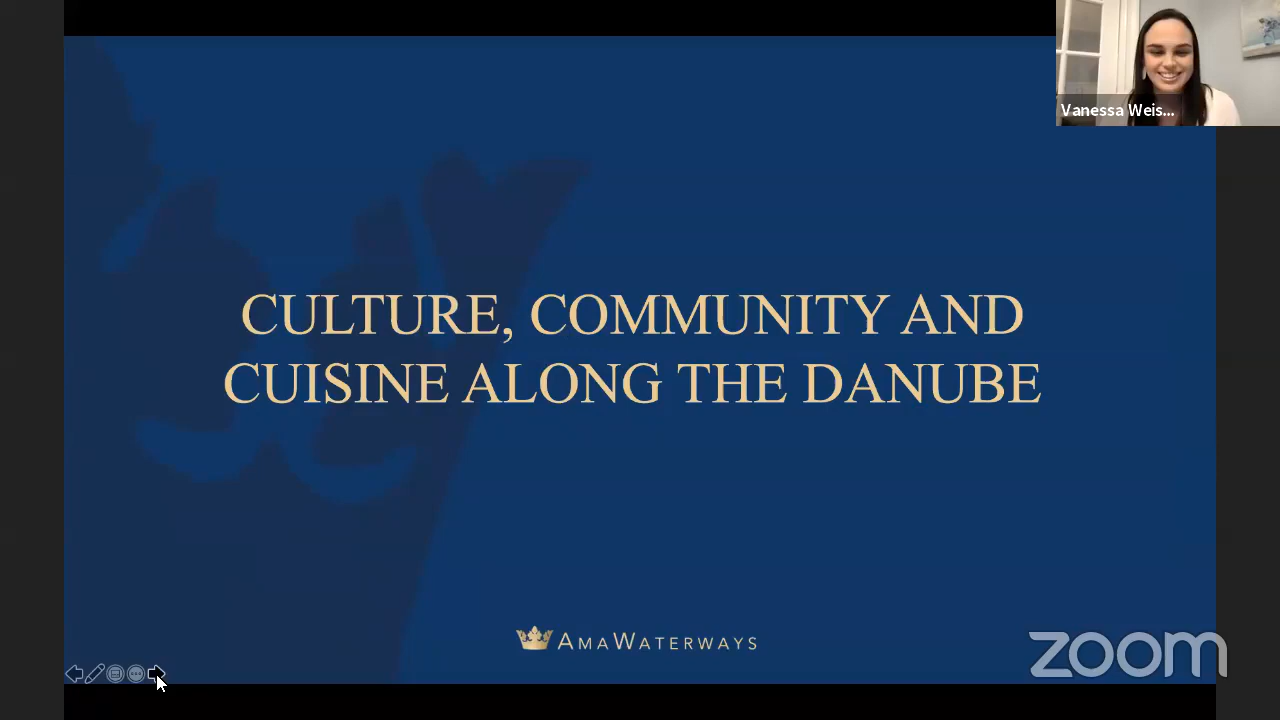 Vanessa Weis...
CULTURE, COMMUNITY AND
CUISINE ALONG THE DANUBE
AMAWATERWAYS
zoom